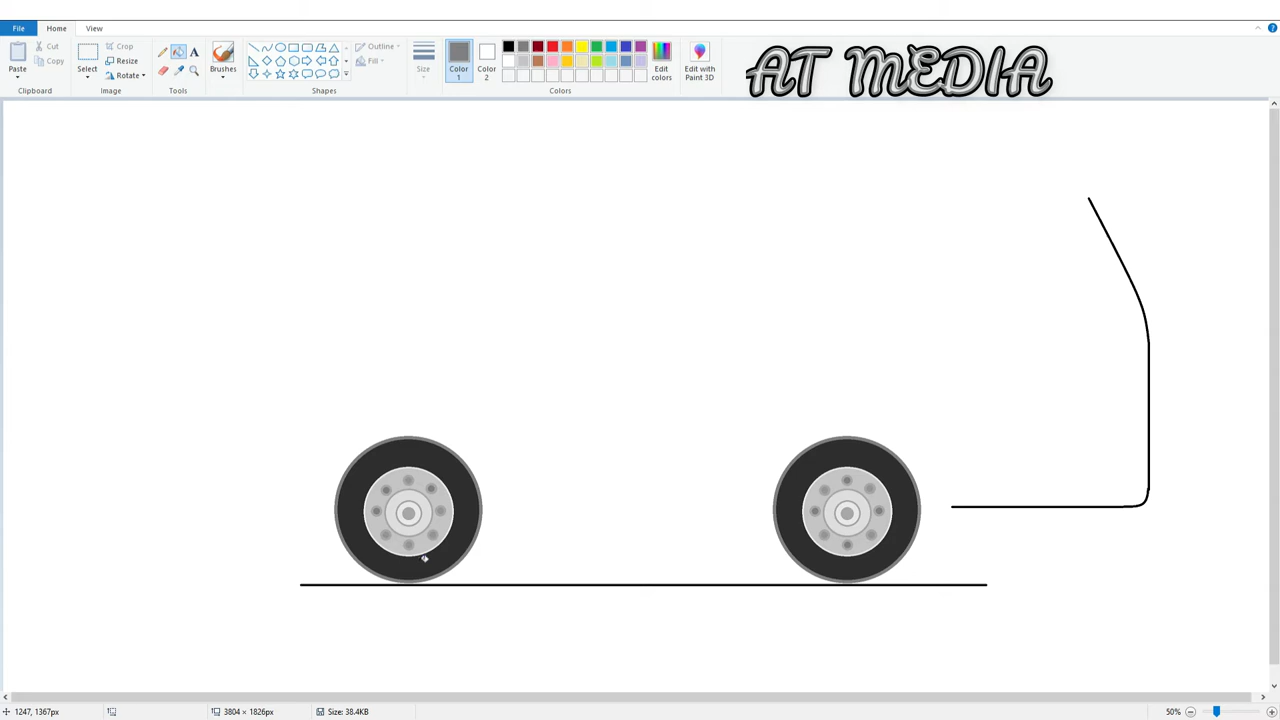 File Home View
Cut
Copy
Paste
Clipboard
Select
Crop
Resize
Rotate
Image
A
Tools
Brushes
Outline
Fill
Shapes
Size
Color
1
Color
2
Edit
colors
Colors
Edit with
Paint 3D
AT MEDIA
1247, 1367px
3804 × 1826px
Size: 38.4KB
50%